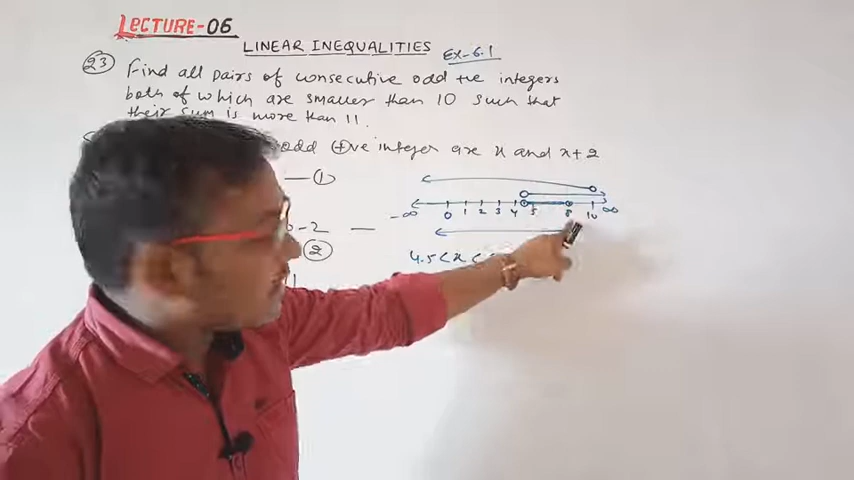 LECTURE-06
LINEAR INEQUALITIES Ex-6.1
23 Find all pairs of consecutive odd +ve integers
both of which are smaller than 10 such that
their sum is more than 11.
odd +ve integer are x and x+2
— 1
-∞ 0 1 2 3 4 5 8 10 ∞
-2 —
2
4.5<x<